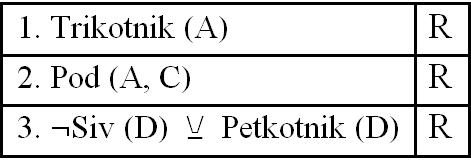 1. Trikotnik (A) R
2. Pod (A, C) R
3. ¬Siv (D) ⊻ Petkotnik (D) R